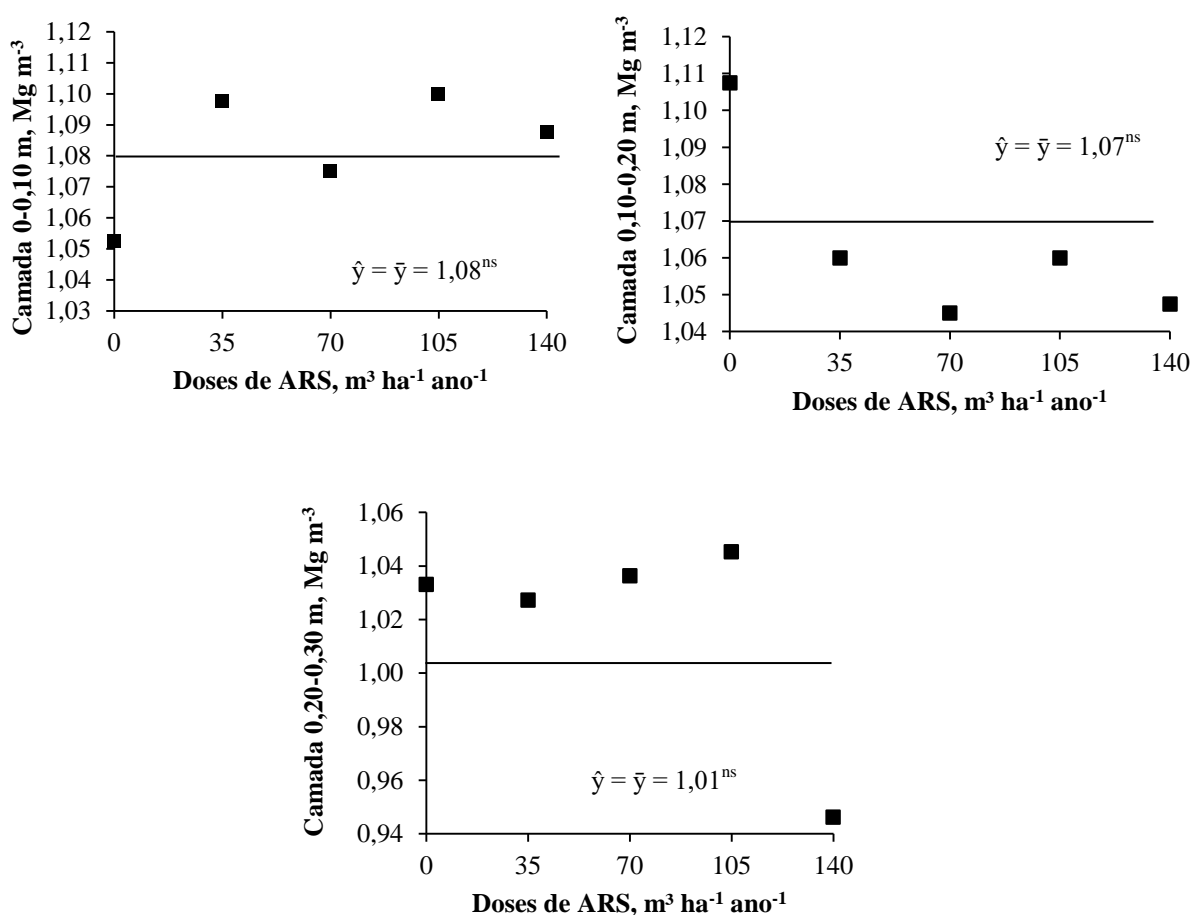 Camada 0-0,10 m, Mg m⁻³
1,12
1,11
1,10
1,09
1,08
1,07
1,06
1,05
1,04
1,03
ŷ = ȳ = 1,08ⁿˢ
0 35 70 105 140
Doses de ARS, m³ ha⁻¹ ano⁻¹
Camada 0,10-0,20 m, Mg m⁻³
1,12
1,11
1,10
1,09
1,08
1,07
1,06
1,05
1,04
ŷ = ȳ = 1,07ⁿˢ
0 35 70 105 140
Doses de ARS, m³ ha⁻¹ ano⁻¹
Camada 0,20-0,30 m, Mg m⁻³
1,06
1,04
1,02
1,00
0,98
0,96
0,94
ŷ = ȳ = 1,01ⁿˢ
0 35 70 105 140
Doses de ARS, m³ ha⁻¹ ano⁻¹